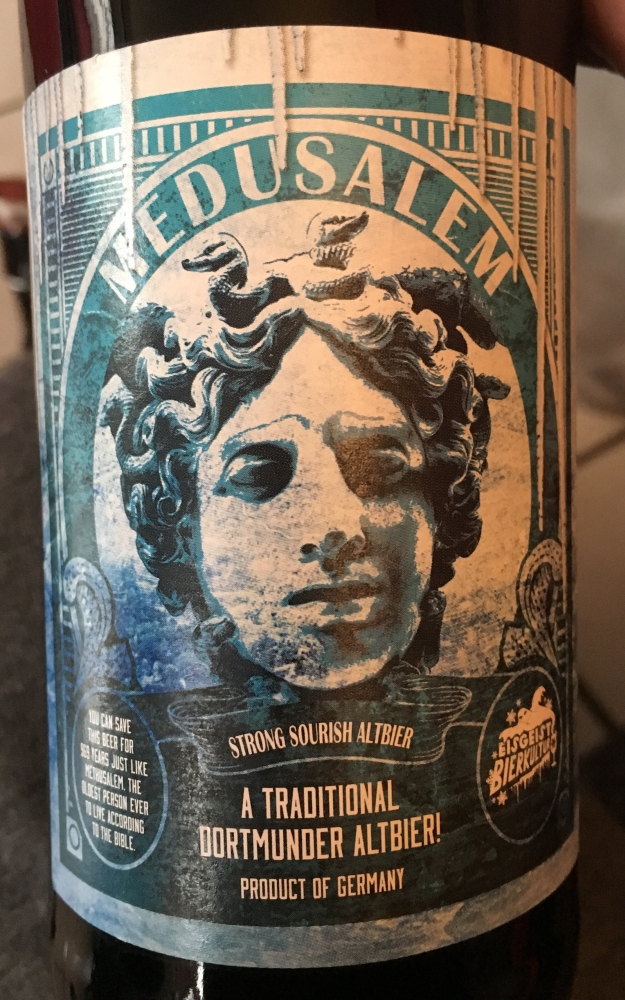 MEDUSALEM
STRONG SOURISH ALTBIER
A TRADITIONAL
DORTMUNDER ALTBIER!
PRODUCT OF GERMANY
YOU CAN SAVE
THIS BEER FOR
969 YEARS JUST LIKE
METHUSALEM, THE
OLDEST PERSON EVER
TO LIVE ACCORDING
TO THE BIBLE.
EISGEIST
BIERKULTUR